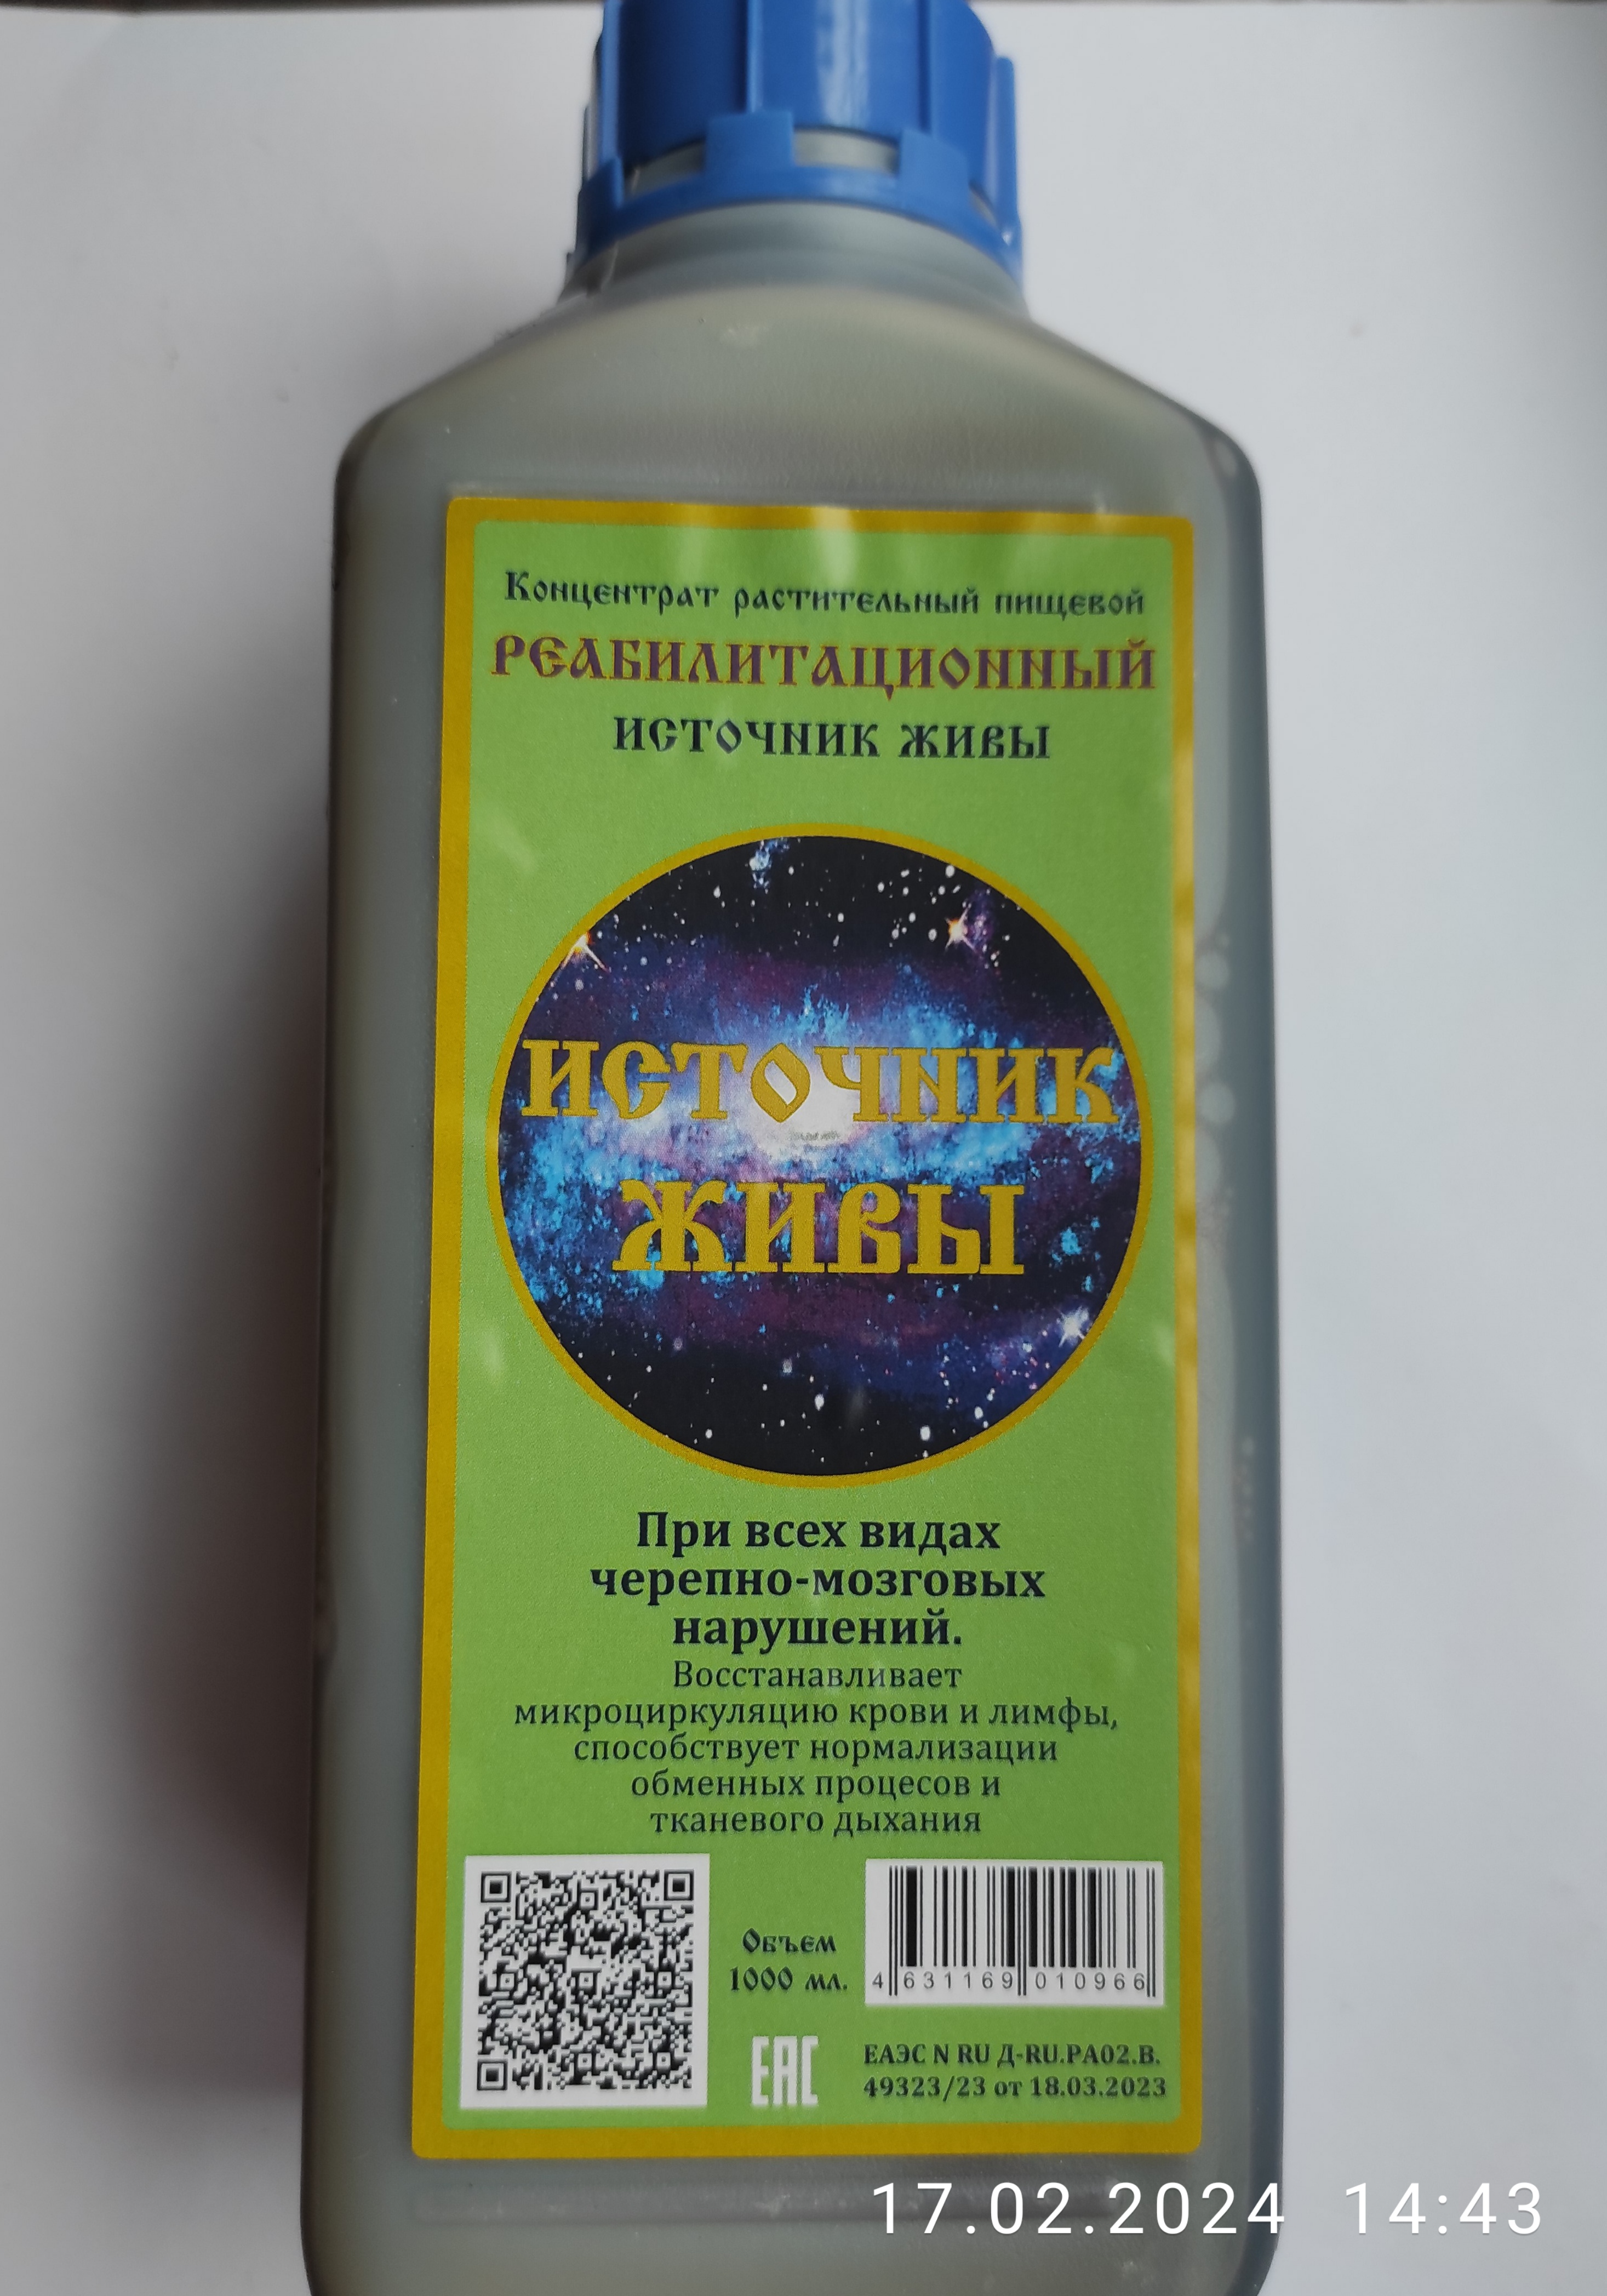 Концентрат растительный пищевой
РЕАБИЛИТАЦИОННЫЙ
ИСТОЧНИК ЖИВЫ
ИСТОЧНИК
ЖИВЫ
При всех видах
черепно-мозговых
нарушений.
Восстанавливает
микроциркуляцию крови и лимфы,
способствует нормализации
обменных процесов и
тканевого дыхания
Объем
1000 мл.
4 631169 010966
EAC
ЕАЭС N RU Д-RU.РА02.В.
49323/23 от 18.03.2023
17.02.2024 14:43